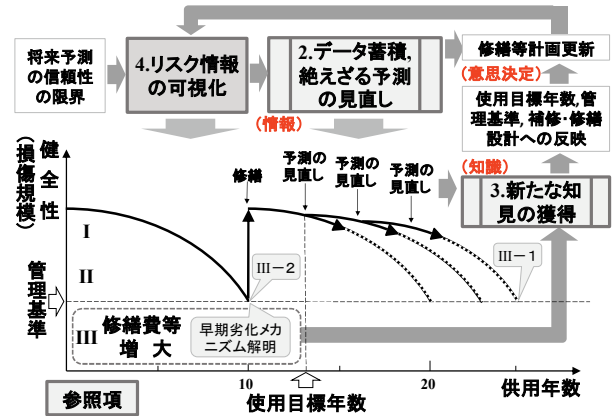 将来予測
の信頼性
の限界
4.リスク情報
の可視化
2.データ蓄積,
絶えざる予測
の見直し
修繕等計画更新
(意思決定)
使用目標年数,管
理基準,補修・修繕
設計への反映
(情報)
(知識)
3.新たな知
見の獲得
健全性
(損傷規模)
修繕
予測の
見直し
予測の
見直し
予測の
見直し
I
II
III
III-2
III-1
管理基準
修繕費等
増 大
早期劣化メカ
ニズム解明
10
20
供用年数
使用目標年数
参照項